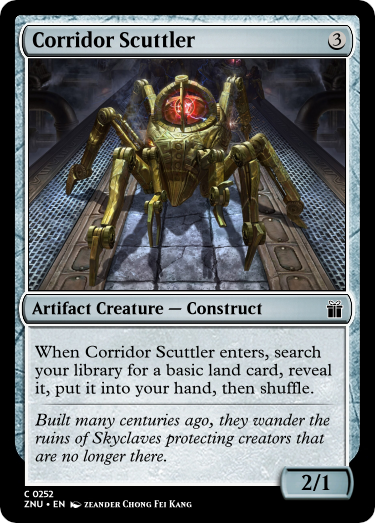 Corridor Scuttler 3
Artifact Creature — Construct
When Corridor Scuttler enters, search
your library for a basic land card, reveal
it, put it into your hand, then shuffle.
Built many centuries ago, they wander the
ruins of Skyclaves protecting creators that
are no longer there.
2/1
C 0252
ZNU • EN ZEANDER CHONG FEI KANG